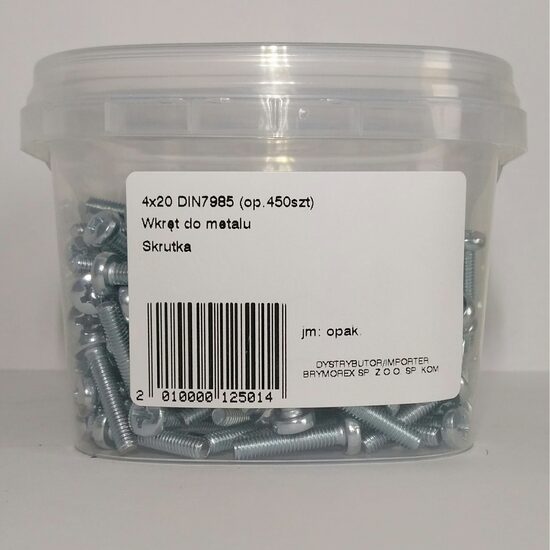 4x20 DIN7985 (op.450szt)
Wkręt do metalu
Skrutka
jm: opak.
DYSTRYBUTOR/IMPORTER
BRYMOREX SP. Z O.O. SP. KOM
2 010000 125014